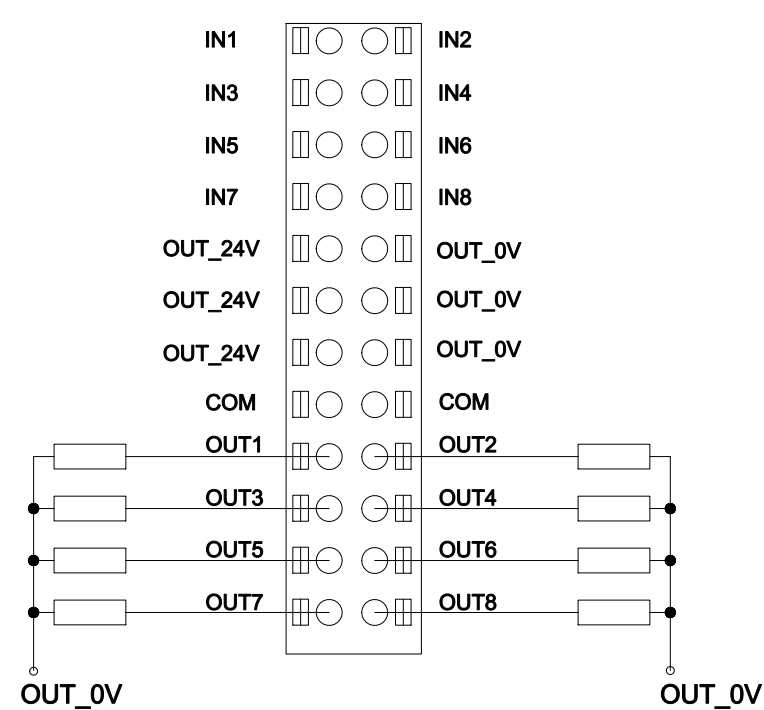 IN1 IN2
IN3 IN4
IN5 IN6
IN7 IN8
OUT_24V OUT_0V
OUT_24V OUT_0V
OUT_24V OUT_0V
COM COM
OUT1 OUT2
OUT3 OUT4
OUT5 OUT6
OUT7 OUT8
OUT_0V OUT_0V